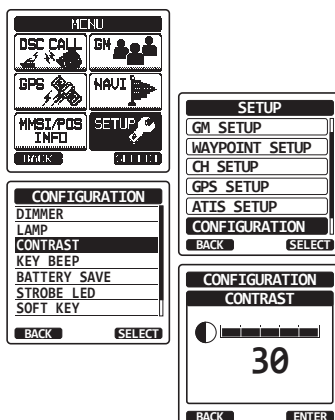 MENU
DSC CALL
GM
GPS
NAVI
MMSI/POS
INFO
SETUP
BACK
SELECT
SETUP
GM SETUP
WAYPOINT SETUP
CH SETUP
GPS SETUP
ATIS SETUP
CONFIGURATION
BACK
SELECT
CONFIGURATION
DIMMER
LAMP
CONTRAST
KEY BEEP
BATTERY SAVE
STROBE LED
SOFT KEY
BACK
SELECT
CONFIGURATION
CONTRAST
30
BACK
ENTER